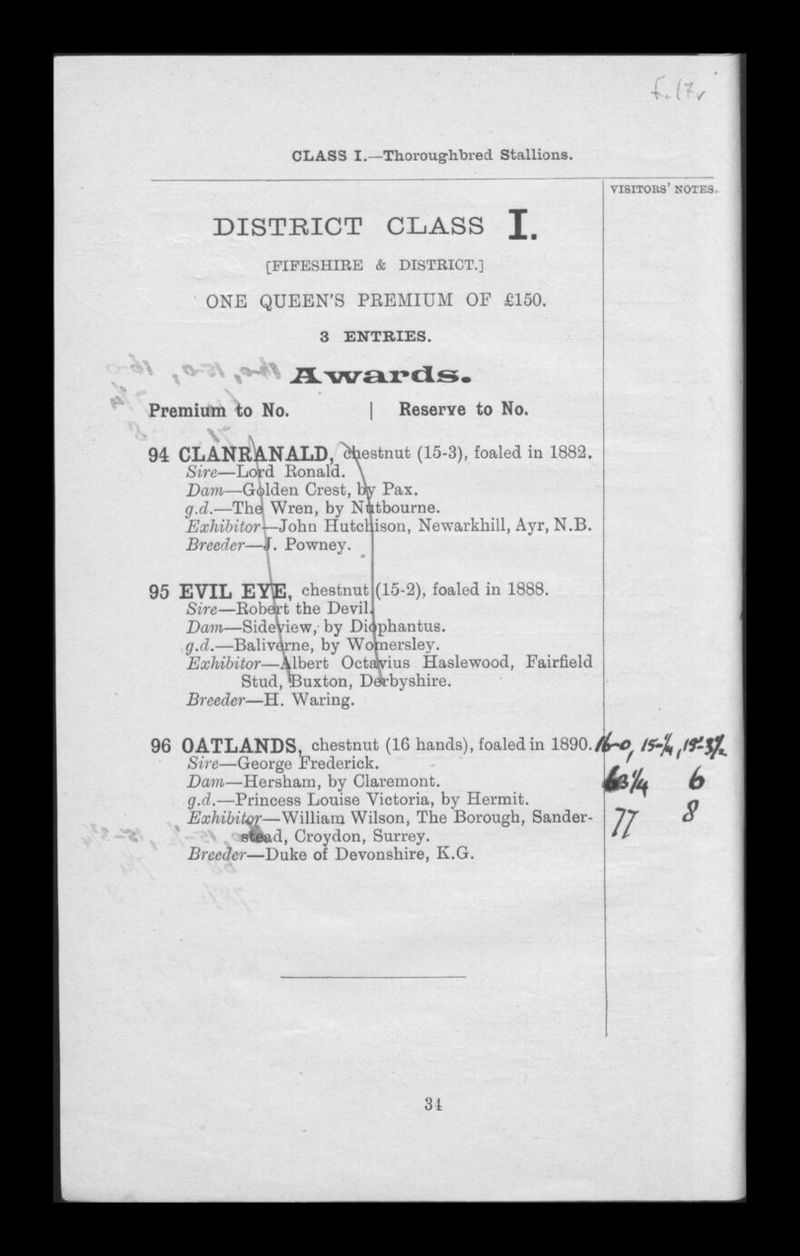 f. 17v
CLASS I.—Thoroughbred Stallions.
VISITORS' NOTES.
DISTRICT CLASS I.
[FIFESHIRE & DISTRICT.]
ONE QUEEN'S PREMIUM OF £150.
3 ENTRIES.
Awards.
Premium to No. | Reserve to No.
94 CLANRANALD, chestnut (15-3), foaled in 1882.
Sire—Lord Ronald.
Dam—Golden Crest, by Pax.
g.d.—The Wren, by Nutbourne.
Exhibitor—John Hutchison, Newarkhill, Ayr, N.B.
Breeder—J. Powney.
95 EVIL EYE, chestnut (15-2), foaled in 1888.
Sire—Robert the Devil.
Dam—Sideview, by Diophantus.
g.d.—Baliverne, by Womersley.
Exhibitor—Albert Octavius Haslewood, Fairfield
Stud, Buxton, Derbyshire.
Breeder—H. Waring.
96 OATLANDS, chestnut (16 hands), foaled in 1890. 16-0, 15-¼, 15-3½
Sire—George Frederick.
Dam—Hersham, by Claremont. 63¼ 6
g.d.—Princess Louise Victoria, by Hermit.
Exhibitor—William Wilson, The Borough, Sander- 77 8
stead, Croydon, Surrey.
Breeder—Duke of Devonshire, K.G.
34